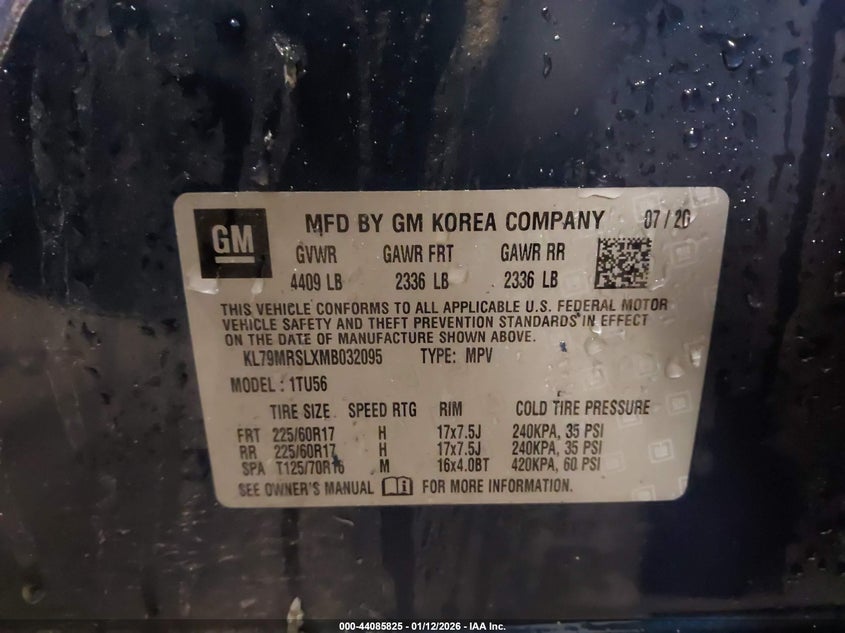 GM MFD BY GM KOREA COMPANY 07 / 20
GVWR GAWR FRT GAWR RR
4409 LB 2336 LB 2336 LB
THIS VEHICLE CONFORMS TO ALL APPLICABLE U.S. FEDERAL MOTOR
VEHICLE SAFETY AND THEFT PREVENTION STANDARDS IN EFFECT
ON THE DATE OF MANUFACTURE SHOWN ABOVE.
KL79MRSLXMB032095 TYPE: MPV
MODEL : 1TU56
TIRE SIZE SPEED RTG RIM COLD TIRE PRESSURE
FRT 225/60R17 H 17x7.5J 240KPA, 35 PSI
RR 225/60R17 H 17x7.5J 240KPA, 35 PSI
SPA T125/70R16 M 16x4.0BT 420KPA, 60 PSI
SEE OWNER'S MANUAL FOR MORE INFORMATION.
000-44085825 - 01/12/2026 - IAA Inc.